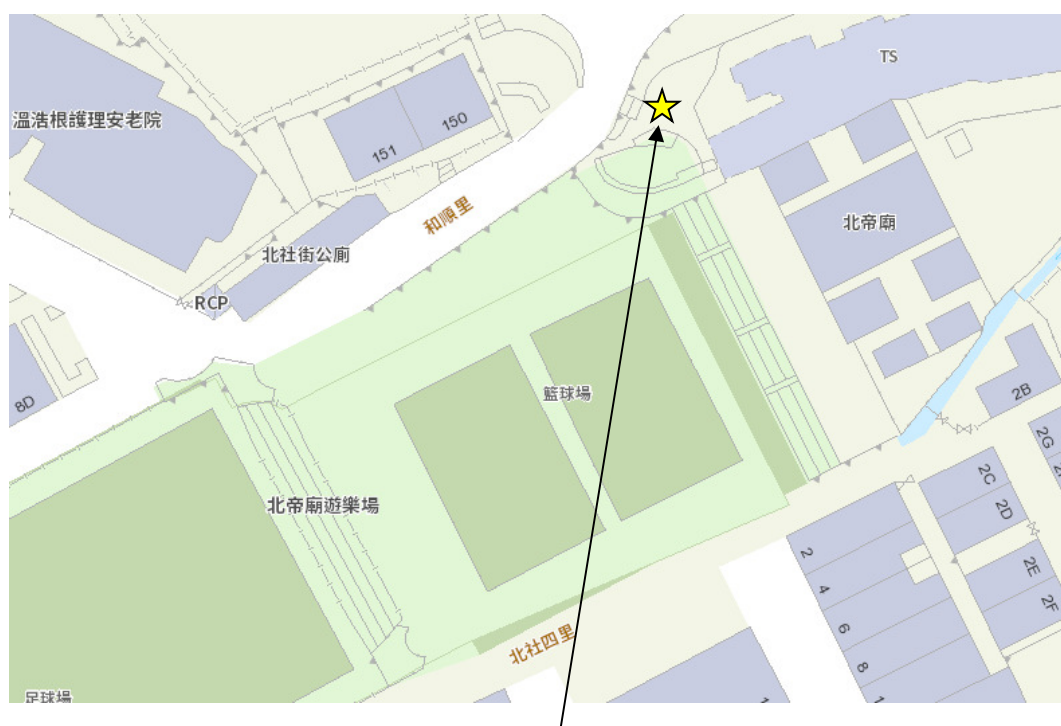 TS
溫浩根護理安老院
150
151
北帝廟
和順里
北社街公廁
RCP
2B
籃球場
8D
2G
2C
北帝廟遊樂場
2D
2
4
2E
2F
6
北社四里
8
足球場